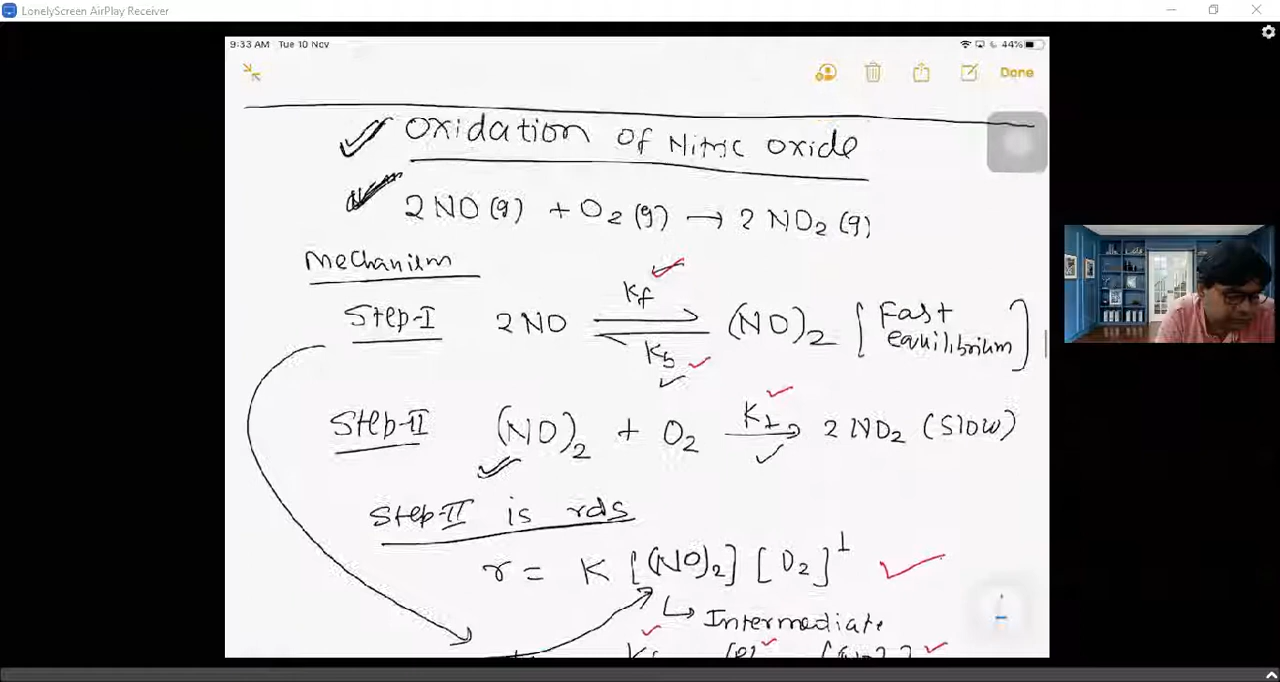 LonelyScreen AirPlay Receiver
9:33 AM Tue 10 Nov
44%
Done
Oxidation of Nitric oxide
2NO(g) + O2(g) → 2NO2(g)
Mechanism
Step-I 2NO ⇌ (NO)2 [Fast equilibrium]
Kf
Kb
Step-II (NO)2 + O2 → 2NO2 (Slow)
Step-II is rds
r = K [(NO)2] [O2]^1
↳ Intermediate